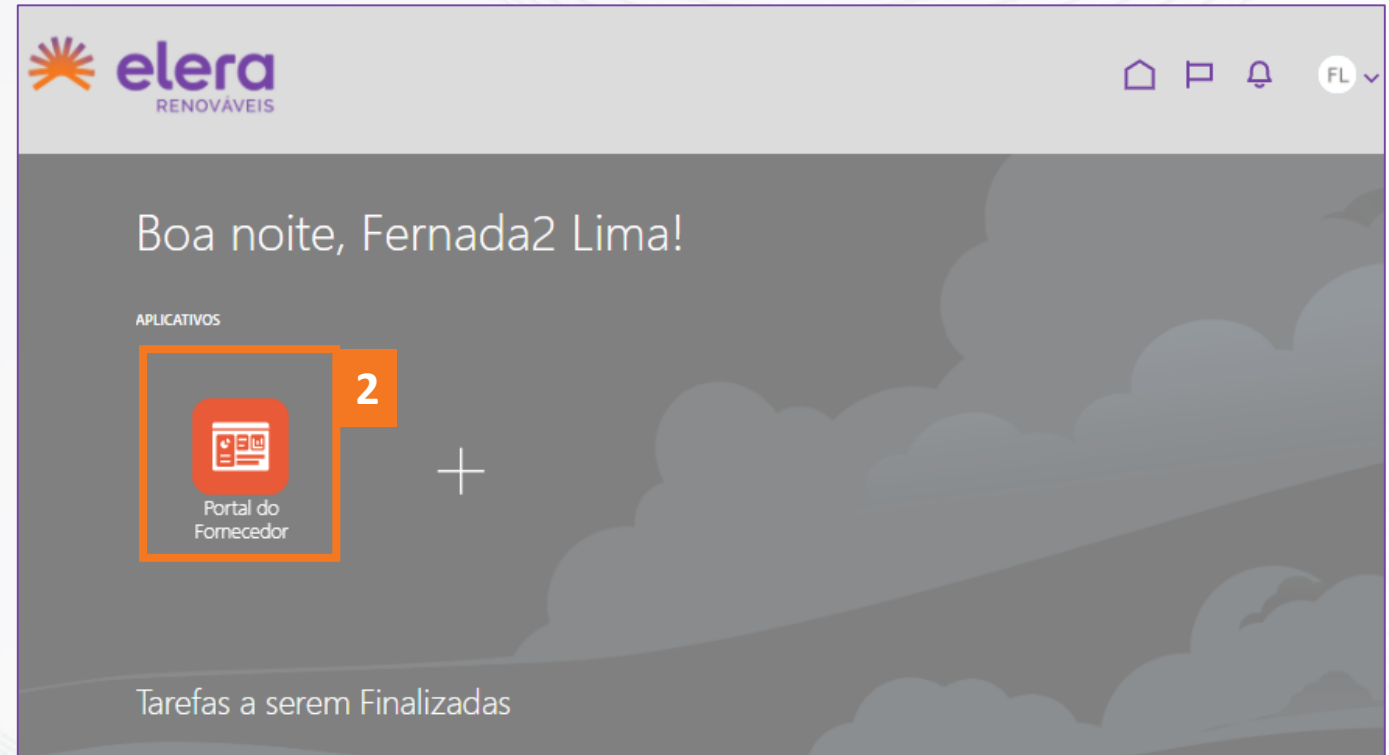 elera
RENOVÁVEIS
FL
Boa noite, Fernada2 Lima!
APLICATIVOS
2
Portal do
Fornecedor
Tarefas a serem Finalizadas